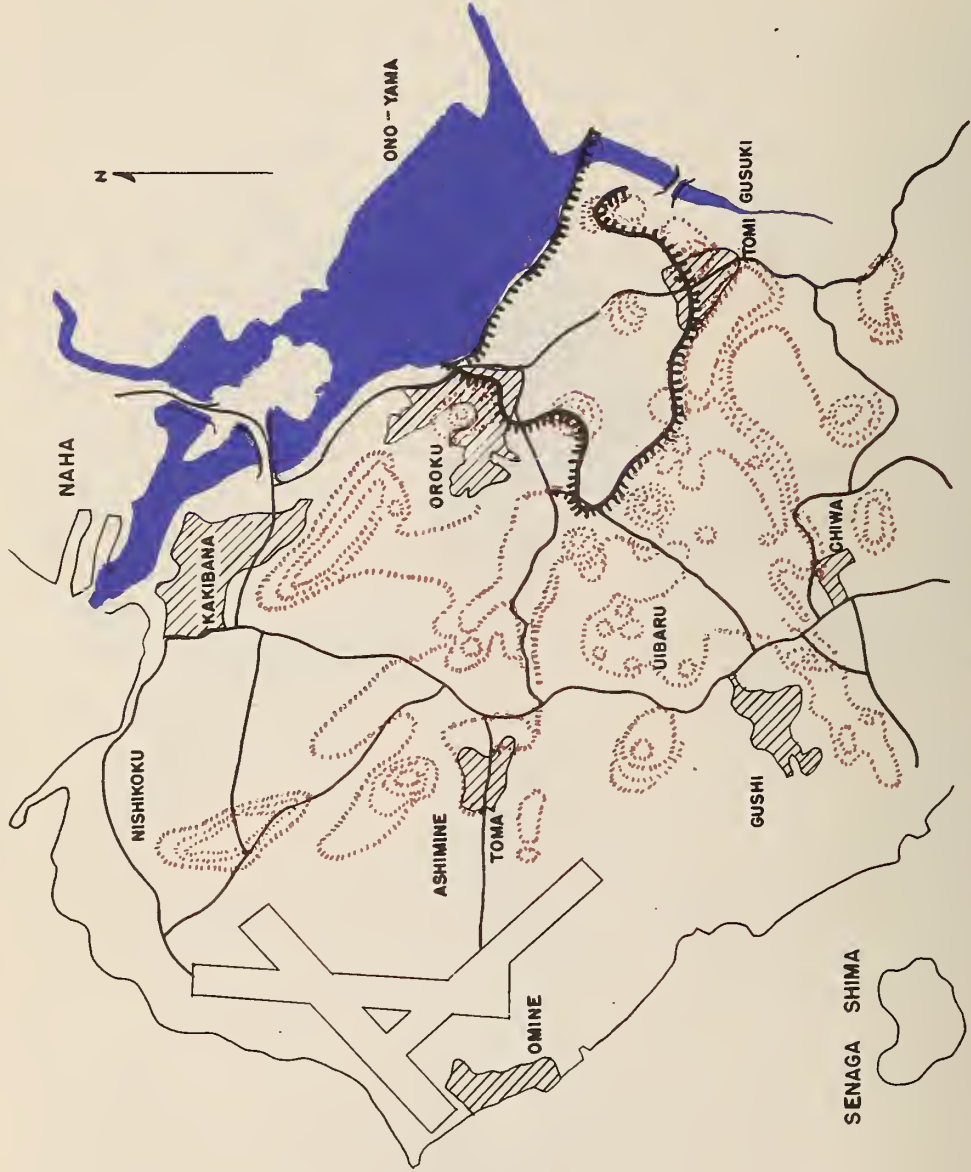 N
ONO-YAMA
NAHA
KAKIBANA
NISHIKOKU
OROKU
TOMI GUSUKI
ASHIMINE
TOMA
UIBARU
CHIWA
GUSHI
OMINE
SENAGA SHIMA